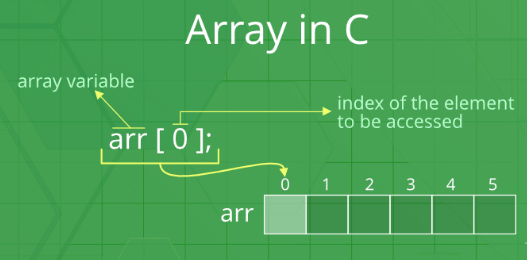 Array in C
array variable
index of the element
to be accessed
arr [ 0 ];
0 1 2 3 4 5
arr